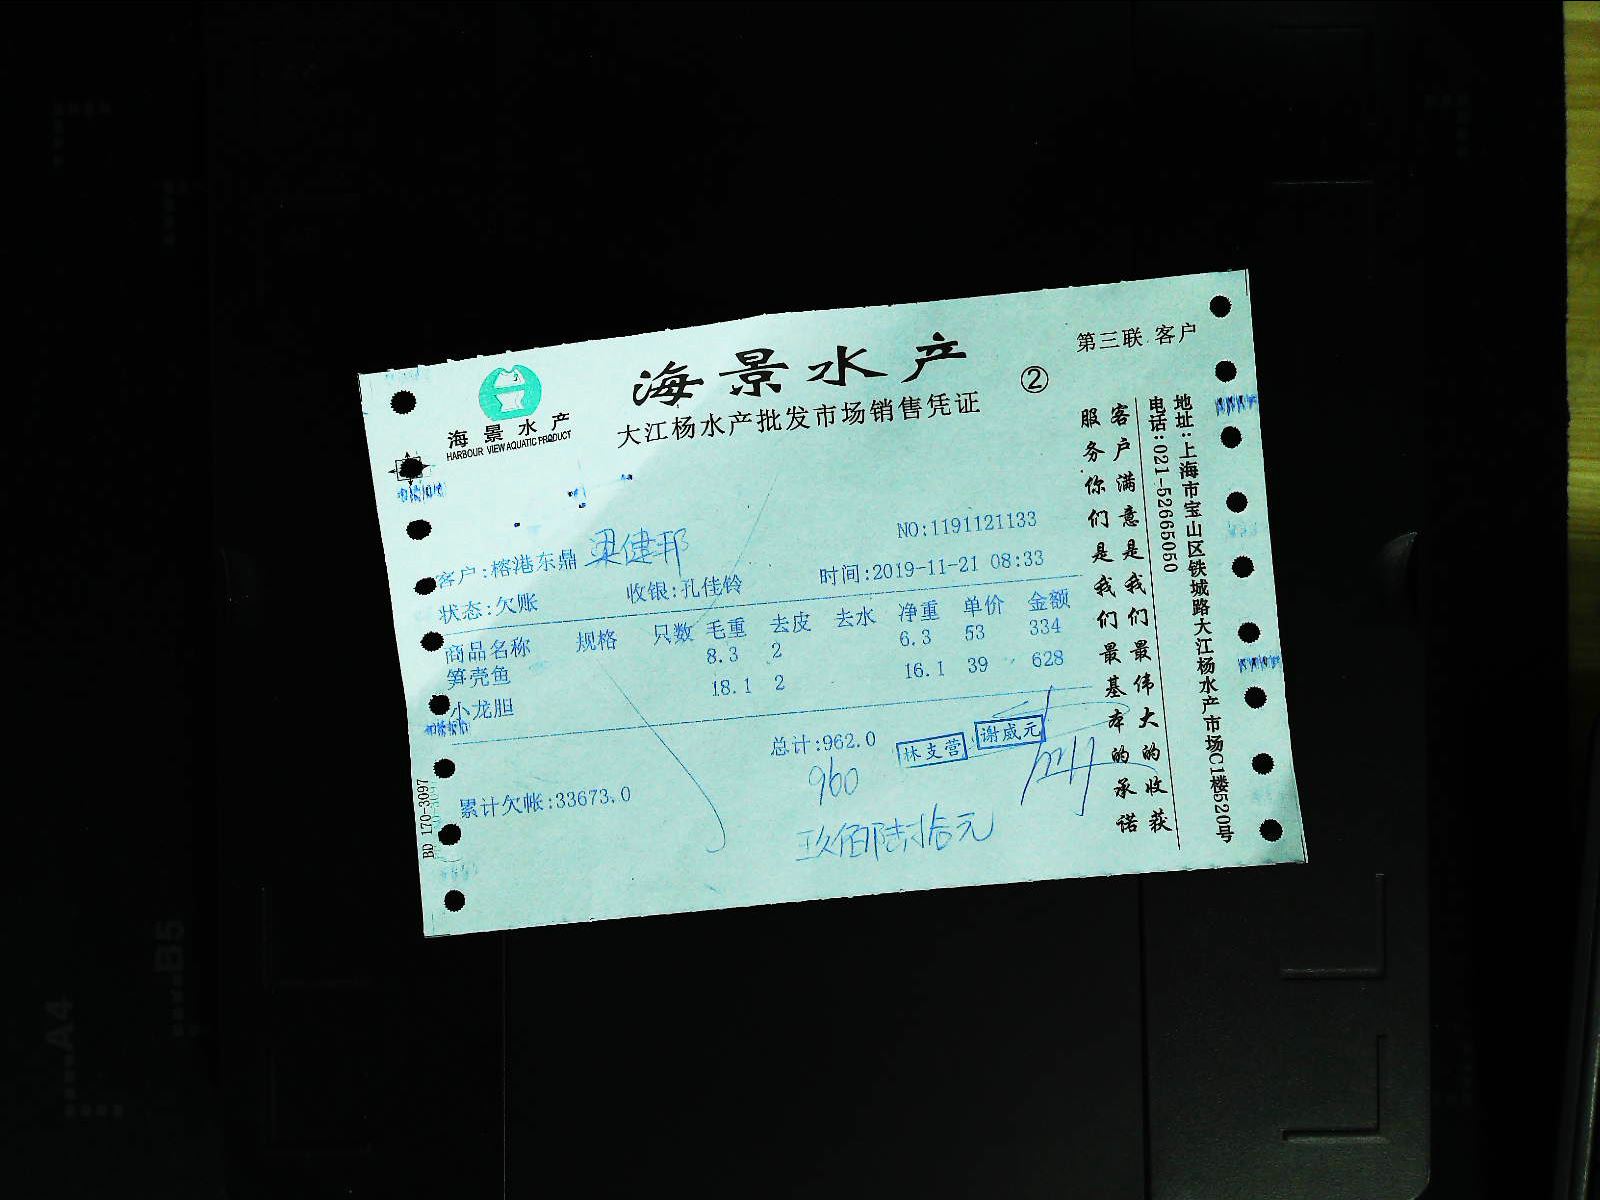 第三联 客户
海景水产
②
海景水产
HARBOUR VIEW AQUATIC PRODUCT
大江杨水产批发市场销售凭证
NO:1191121133
客户:榕港东鼎 梁健邦
状态:欠账 收银:孔佳铃 时间:2019-11-21 08:33
商品名称 规格 只数 毛重 去皮 去水 净重 单价 金额
笋壳鱼 8.3 2 6.3 53 334
小龙胆 18.1 2 16.1 39 628
总计:962.0
林支营
谢威元
960
累计欠帐:33673.0
玖佰陆拾元
客户满意是我们最伟大的收获
服务你们是我们最基本的承诺
地址:上海市宝山区铁城路大江杨水产市场C1楼520号
电话:021-52665050
BD 170-3097
A4
B5